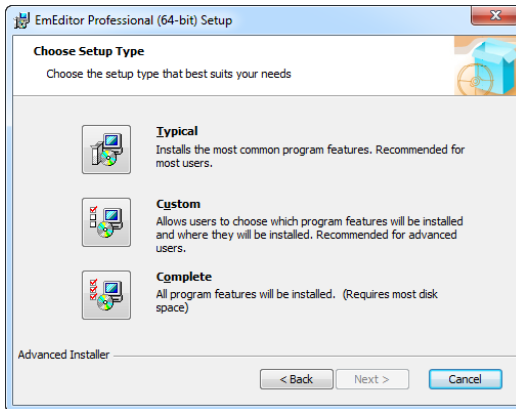 EmEditor Professional (64-bit) Setup
Choose Setup Type
Choose the setup type that best suits your needs
Typical
Installs the most common program features. Recommended for
most users.
Custom
Allows users to choose which program features will be installed
and where they will be installed. Recommended for advanced
users.
Complete
All program features will be installed. (Requires most disk
space)
Advanced Installer
< Back Next > Cancel